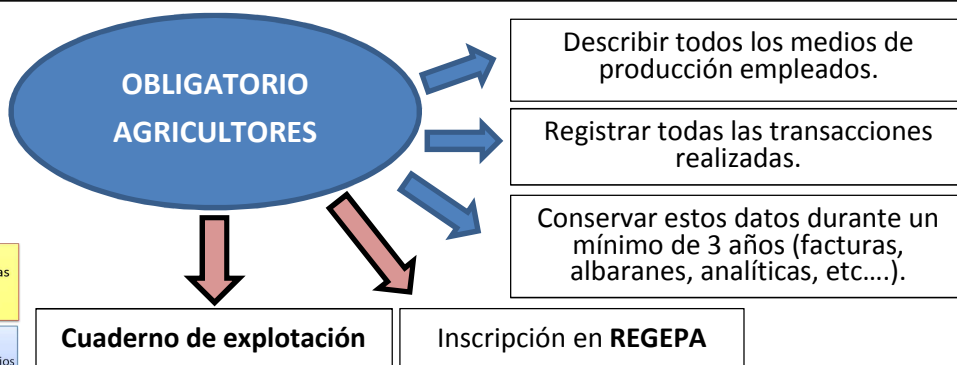 OBLIGATORIO
AGRICULTORES
Describir todos los medios de
producción empleados.
Registrar todas las transacciones
realizadas.
Conservar estos datos durante un
mínimo de 3 años (facturas,
albaranes, analíticas, etc....).
Cuaderno de explotación
Inscripción en REGEPA